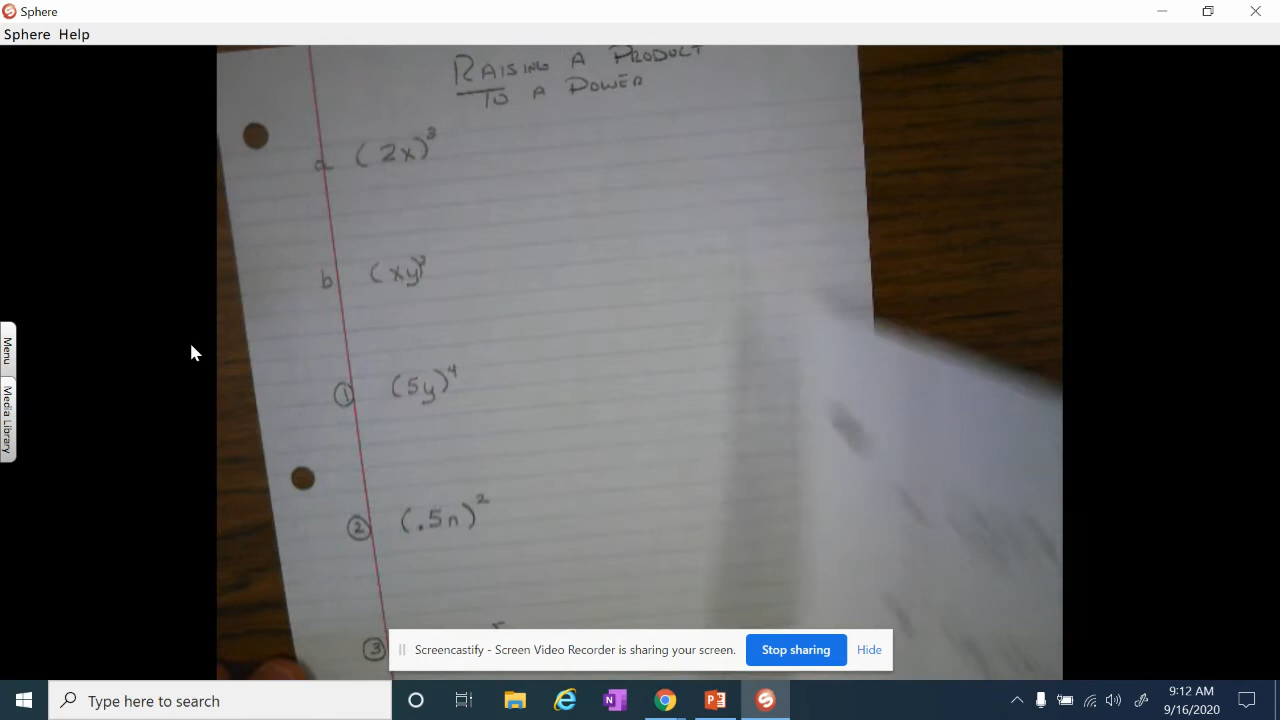 Sphere
Sphere Help
RAISING A PRODUCT
TO A POWER
a (2x)³
b (xy)³
① (5y)⁴
② (.5n)²
③
Menu
Media Library
Screencastify - Screen Video Recorder is sharing your screen.
Stop sharing
Hide
Type here to search
9:12 AM
9/16/2020